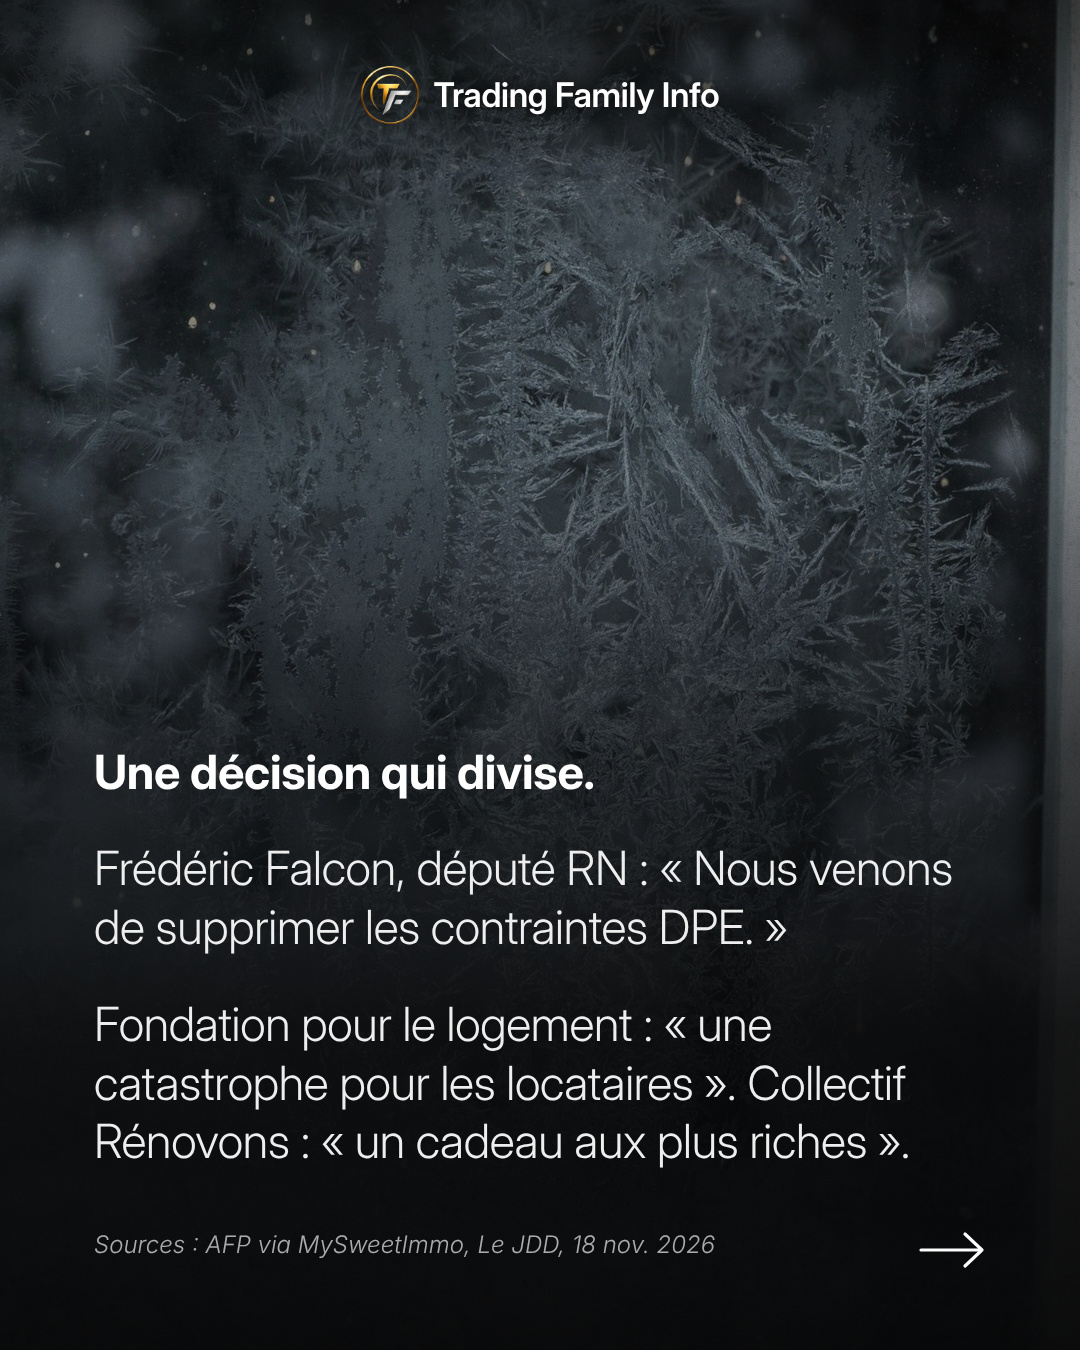 TF Trading Family Info
Une décision qui divise.
Frédéric Falcon, député RN : « Nous venons
de supprimer les contraintes DPE. »
Fondation pour le logement : « une
catastrophe pour les locataires ». Collectif
Rénovons : « un cadeau aux plus riches ».
Sources : AFP via MySweetImmo, Le JDD, 18 nov. 2026